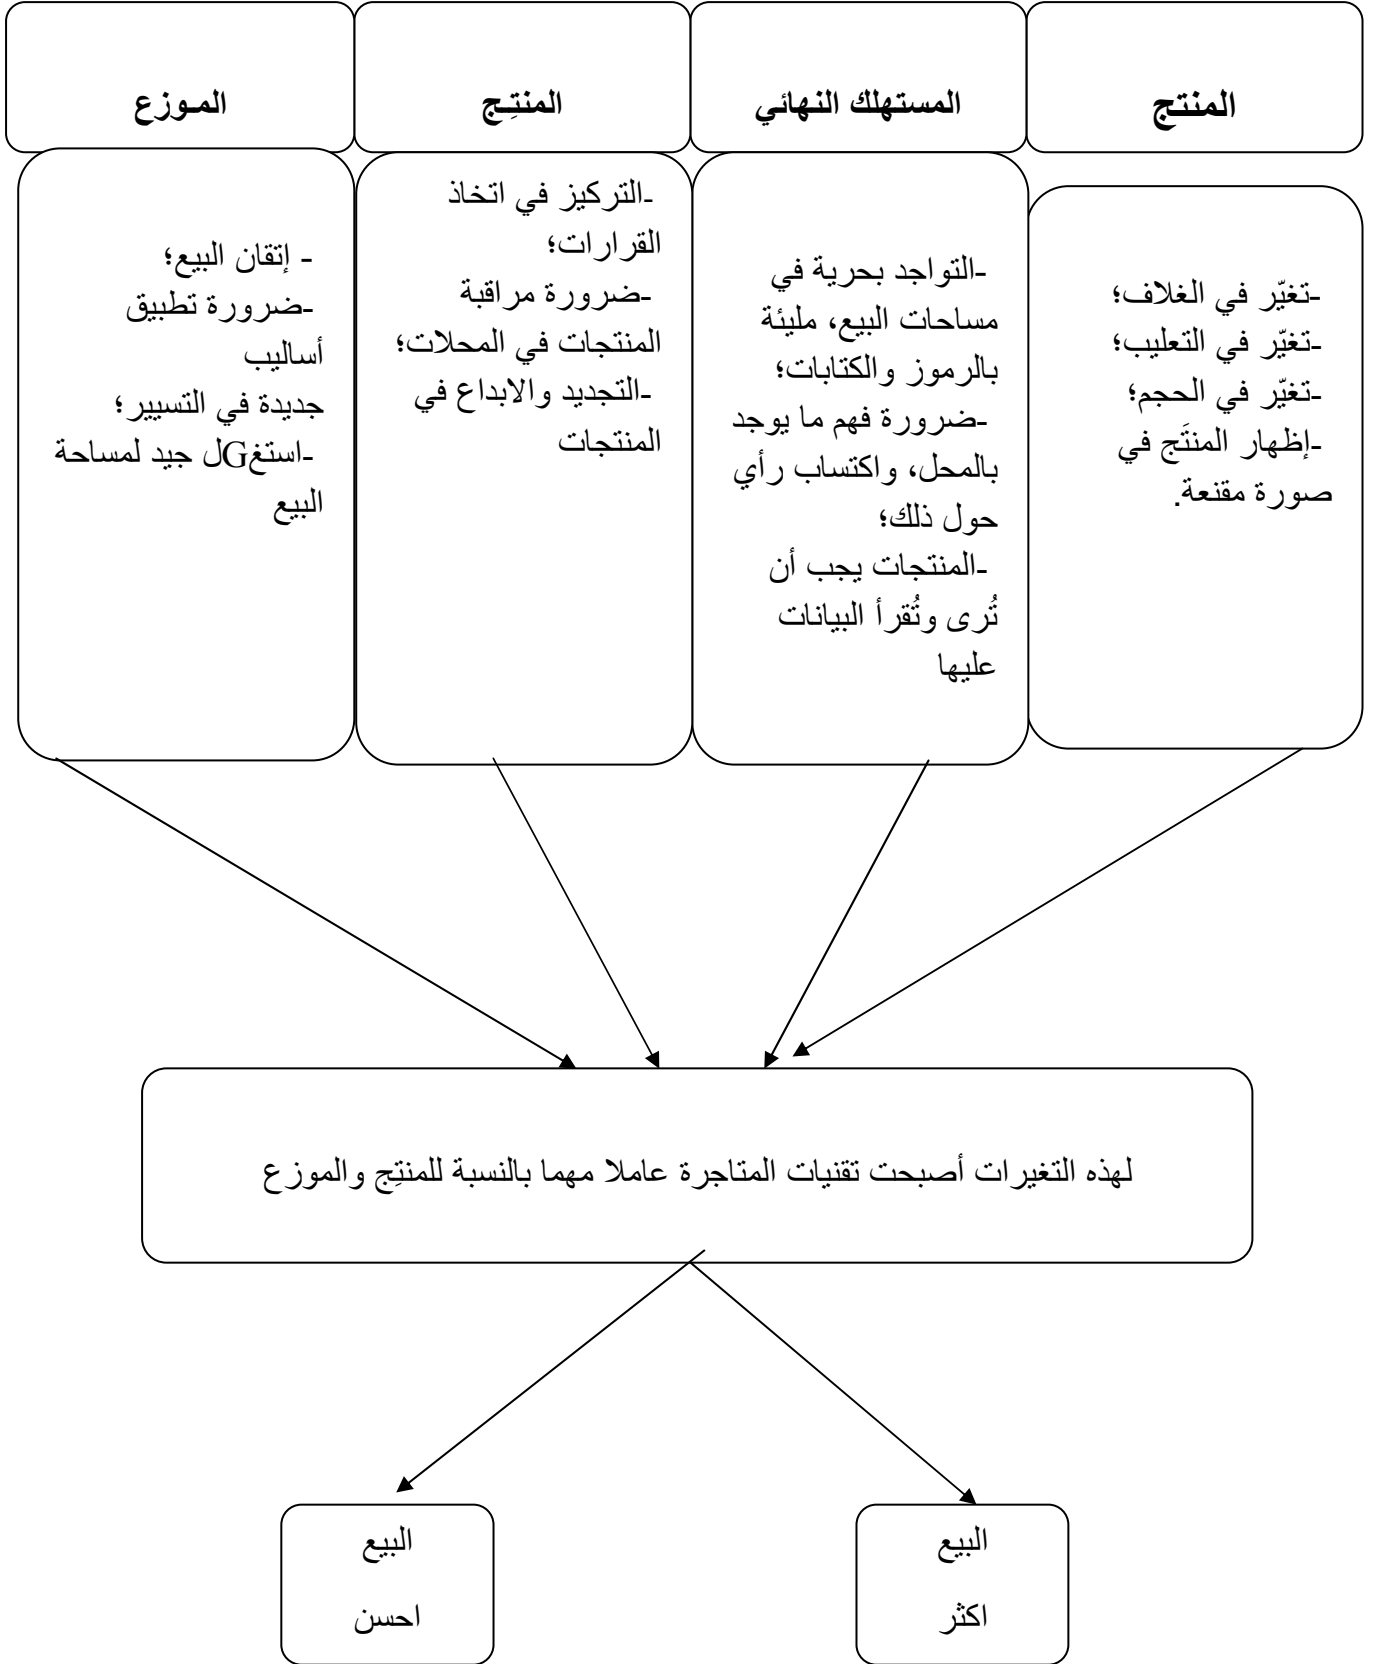 المنتج
المستهلك النهائي
المنتِـج
المـوزع
-تغيّر في الغلاف؛
-تغيّر في التعليب؛
-تغيّر في الحجم؛
-إظهار المنتَج في
صورة مقنعة.
-التواجد بحرية في
مساحات البيع، مليئة
بالرموز والكتابات؛
-ضرورة فهم ما يوجد
بالمحل، واكتساب رأي
حول ذلك؛
-المنتجات يجب أن
تُرى وتُقرأ البيانات
عليها
-التركيز في اتخاذ
القرارات؛
-ضرورة مراقبة
المنتجات في المحلات؛
-التجديد والابداع في
المنتجات
- إتقان البيع؛
-ضرورة تطبيق
أساليب
جديدة في التسيير؛
-استغGل جيد لمساحة
البيع
لهذه التغيرات أصبحت تقنيات المتاجرة عاملا مهما بالنسبة للمنتِج والموزع
البيع
اكثر
البيع
احسن